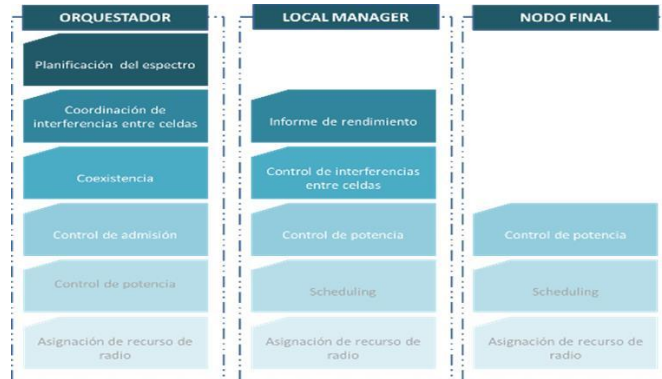 ORQUESTADOR
Planificación del espectro
Coordinación de
interferencias entre celdas
Coexistencia
Control de admisión
Control de potencia
Asignación de recurso de
radio
LOCAL MANAGER
Informe de rendimiento
Control de interferencias
entre celdas
Control de potencia
Scheduling
Asignación de recurso de
radio
NODO FINAL
Control de potencia
Scheduling
Asignación de recurso de
radio